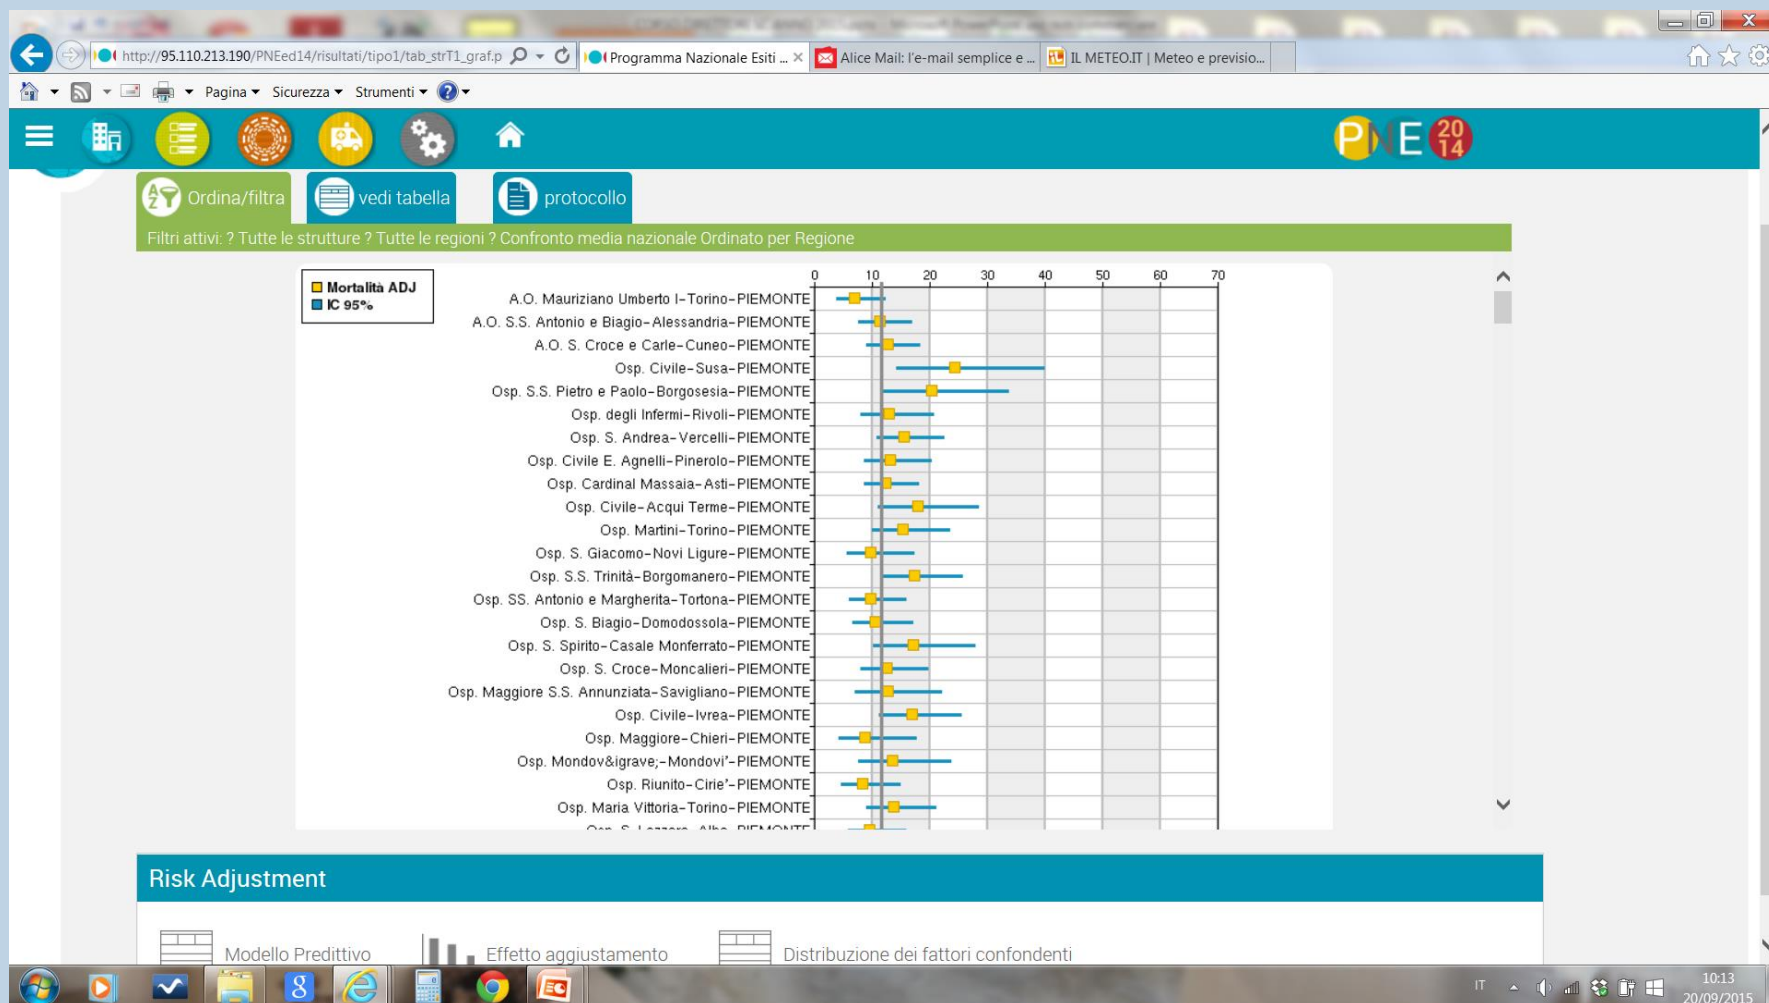 http://95.110.213.190/PNEed14/risultati/tipo1/tab_strT1_graf.p
Programma Nazionale Esiti ...
Alice Mail: l'e-mail semplice e ...
IL METEO.IT | Meteo e previsio...
Pagina Sicurezza Strumenti
PNE 2014
Ordina/filtra
vedi tabella
protocollo
Filtri attivi: ? Tutte le strutture ? Tutte le regioni ? Confronto media nazionale Ordinato per Regione
Mortalità ADJ
IC 95%
0 10 20 30 40 50 60 70
A.O. Mauriziano Umberto I-Torino-PIEMONTE
A.O. S.S. Antonio e Biagio-Alessandria-PIEMONTE
A.O. S. Croce e Carle-Cuneo-PIEMONTE
Osp. Civile-Susa-PIEMONTE
Osp. S.S. Pietro e Paolo-Borgosesia-PIEMONTE
Osp. degli Infermi-Rivoli-PIEMONTE
Osp. S. Andrea-Vercelli-PIEMONTE
Osp. Civile E. Agnelli-Pinerolo-PIEMONTE
Osp. Cardinal Massaia-Asti-PIEMONTE
Osp. Civile-Acqui Terme-PIEMONTE
Osp. Martini-Torino-PIEMONTE
Osp. S. Giacomo-Novi Ligure-PIEMONTE
Osp. S.S. Trinità-Borgomanero-PIEMONTE
Osp. SS. Antonio e Margherita-Tortona-PIEMONTE
Osp. S. Biagio-Domodossola-PIEMONTE
Osp. S. Spirito-Casale Monferrato-PIEMONTE
Osp. S. Croce-Moncalieri-PIEMONTE
Osp. Maggiore S.S. Annunziata-Savigliano-PIEMONTE
Osp. Civile-Ivrea-PIEMONTE
Osp. Maggiore-Chieri-PIEMONTE
Osp. Mondov&igrave;-Mondovi'-PIEMONTE
Osp. Riunito-Cirie'-PIEMONTE
Osp. Maria Vittoria-Torino-PIEMONTE
Risk Adjustment
Modello Predittivo
Effetto aggiustamento
Distribuzione dei fattori confondenti
IT
10:13
20/09/2015